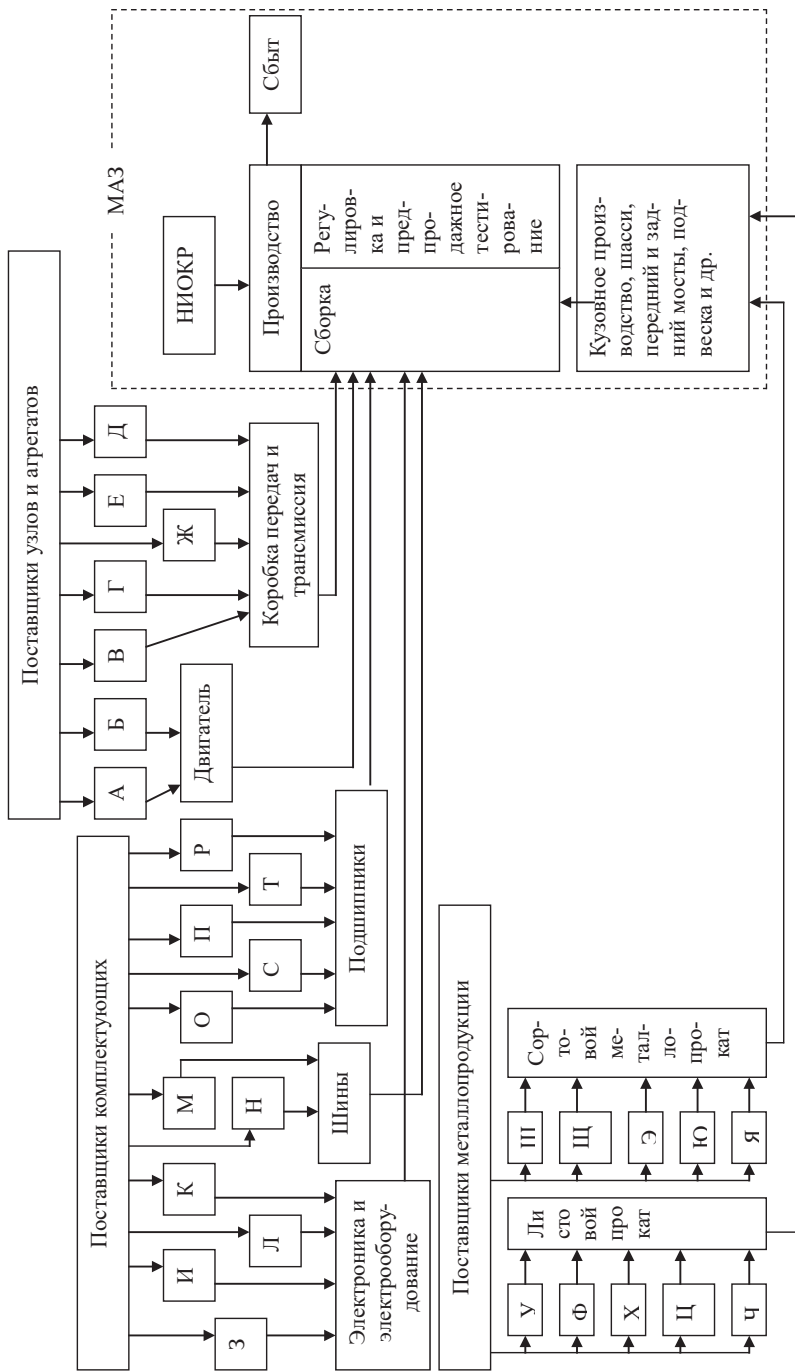 Поставщики комплектующих
З
И
Л
К
Н
М
О
С
П
Т
Р
Электроника и
электрообору-
дование
Шины
Подшипники
Поставщики узлов и агрегатов
А
Б
В
Г
Ж
Е
Д
Двигатель
Коробка передач и
трансмиссия
МАЗ
НИОКР
Производство
Сбыт
Сборка
Регу-
лиров-
ка и
пред-
про-
дажное
тести-
рова-
ние
Кузовное произ-
водство, шасси,
передний и зад-
ний мосты, под-
веска и др.
Поставщики металлопродукции
У
Ф
Х
Ц
Ч
Ли-
сто-
вой
про-
кат
Ш
Щ
Э
Ю
Я
Сор-
то-
вой
ме-
тал-
ло-
про-
кат